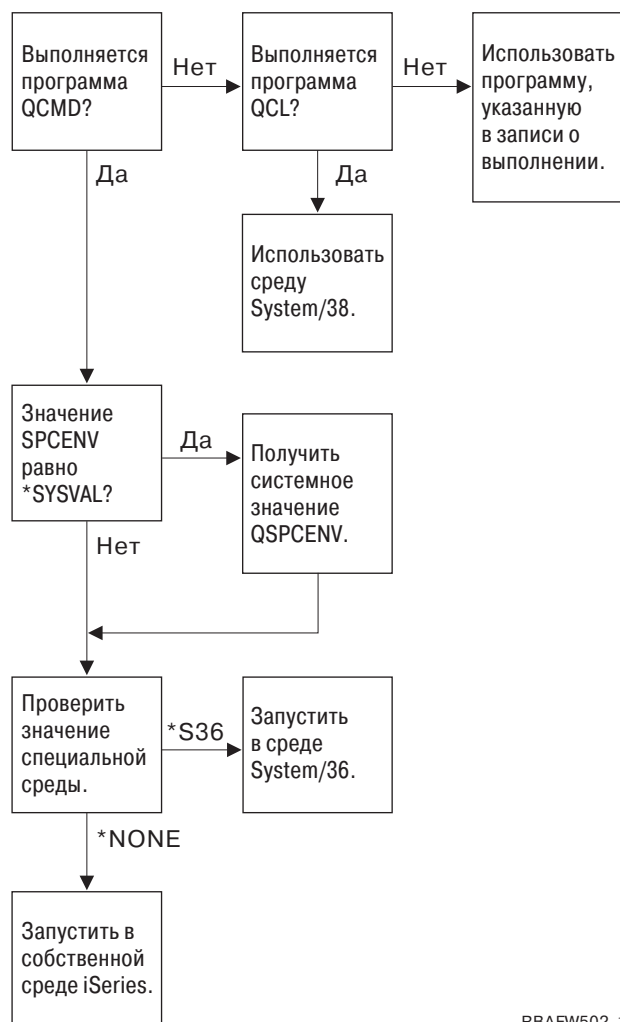 Выполняется
программа
QCMD?
Нет
Выполняется
программа
QCL?
Нет
Использовать
программу,
указанную
в записи о
выполнении.
Да
Да
Использовать
среду
System/38.
Значение
SPCENV
равно
*SYSVAL?
Да
Получить
системное
значение
QSPCENV.
Нет
Проверить
значение
специальной
среды.
*S36
Запустить
в среде
System/36.
*NONE
Запустить в
собственной
среде iSeries.
RBAFW502